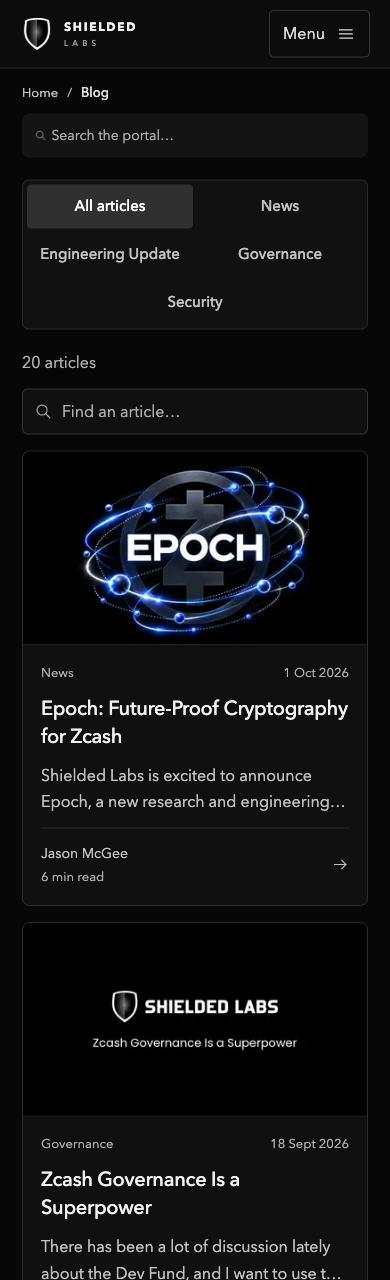 SHIELDED
LABS
Menu
Home / Blog
Search the portal...
All articles
News
Engineering Update
Governance
Security
20 articles
Find an article...
EPOCH
News
1 Oct 2026
Epoch: Future-Proof Cryptography
for Zcash
Shielded Labs is excited to announce
Epoch, a new research and engineering...
Jason McGee
6 min read
SHIELDED LABS
Zcash Governance Is a Superpower
Governance
18 Sept 2026
Zcash Governance Is a
Superpower
There has been a lot of discussion lately
about the Dev Fund, and I want to use t...